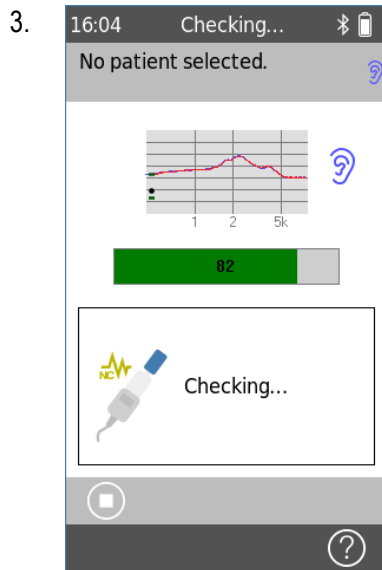 3.
16:04 Checking...
No patient selected.
1 2 5k
82
NC
Checking...
?